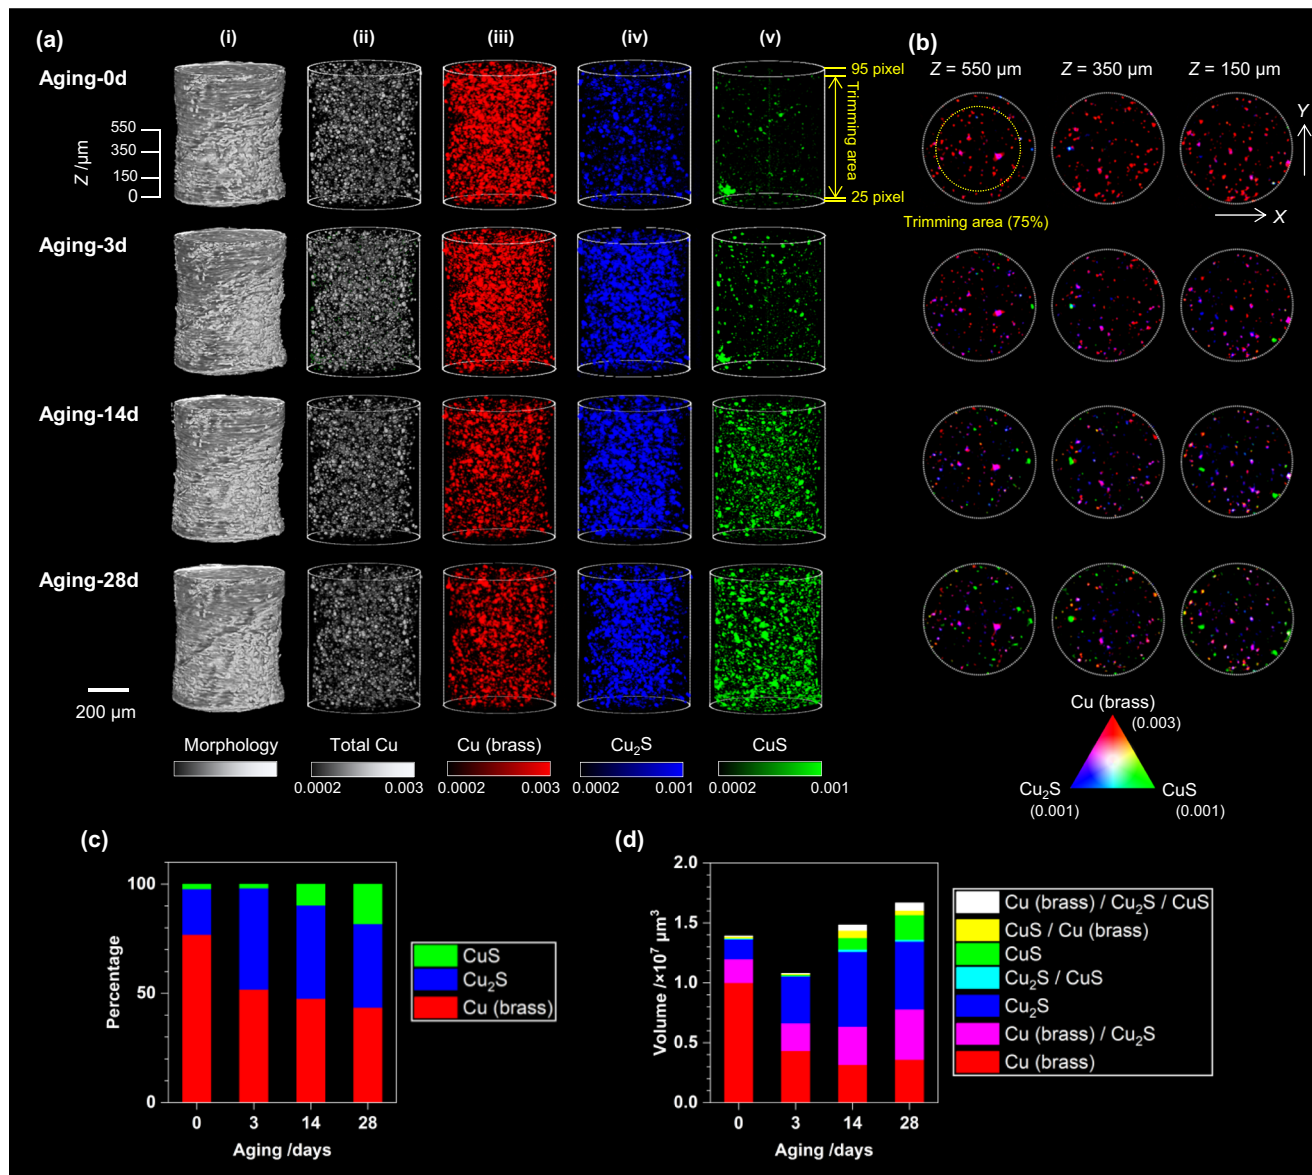 (a)
(i)
(ii)
(iii)
(iv)
(v)
(b)
Aging-0d
Z /µm
550
350
150
0
95 pixel
Trimming area
25 pixel
Z = 550 µm
Z = 350 µm
Z = 150 µm
Y
X
Trimming area (75%)
Aging-3d
Aging-14d
Aging-28d
200 µm
Morphology
Total Cu
0.0002 0.003
Cu (brass)
0.0002 0.003
Cu₂S
0.0002 0.001
CuS
0.0002 0.001
Cu (brass)
(0.003)
Cu₂S
(0.001)
CuS
(0.001)
(c)
Percentage
100
50
0
0 3 14 28
Aging /days
CuS
Cu₂S
Cu (brass)
(d)
Volume /×10⁷ µm³
2.0
1.5
1.0
0.5
0.0
0 3 14 28
Aging /days
Cu (brass) / Cu₂S / CuS
CuS / Cu (brass)
CuS
Cu₂S / CuS
Cu₂S
Cu (brass) / Cu₂S
Cu (brass)